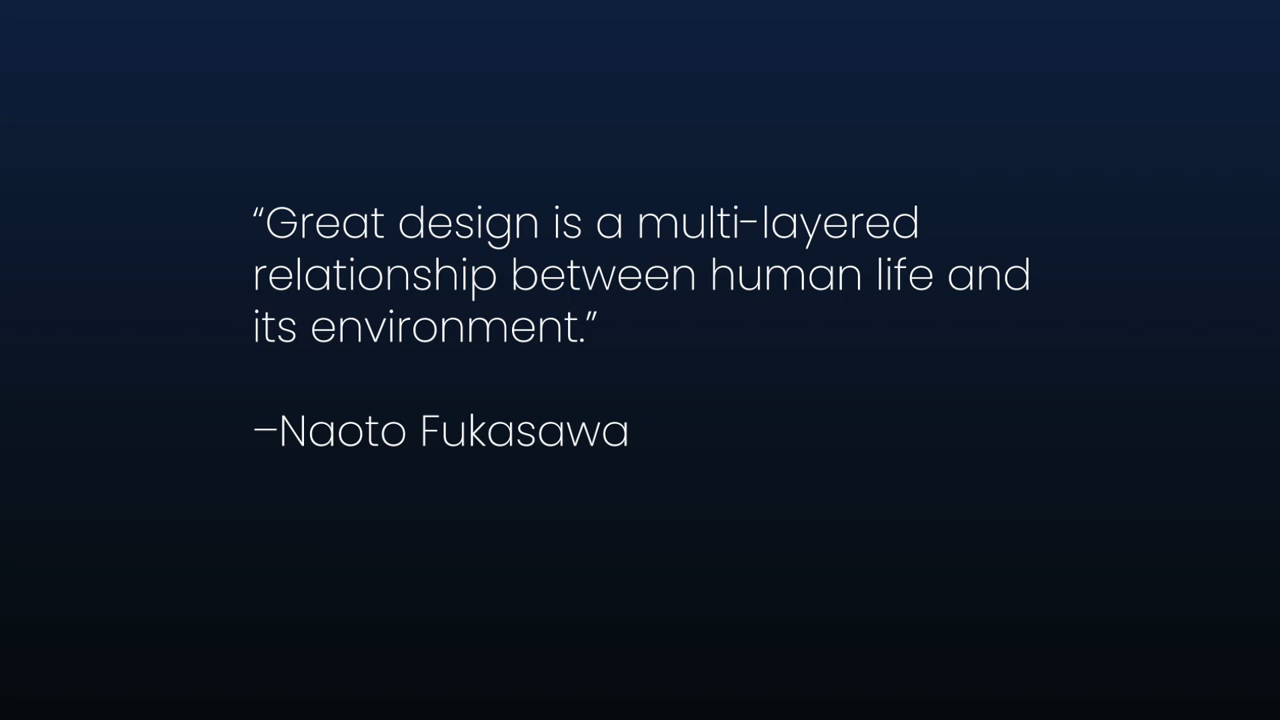 “Great design is a multi-layered
relationship between human life and
its environment.”
–Naoto Fukasawa